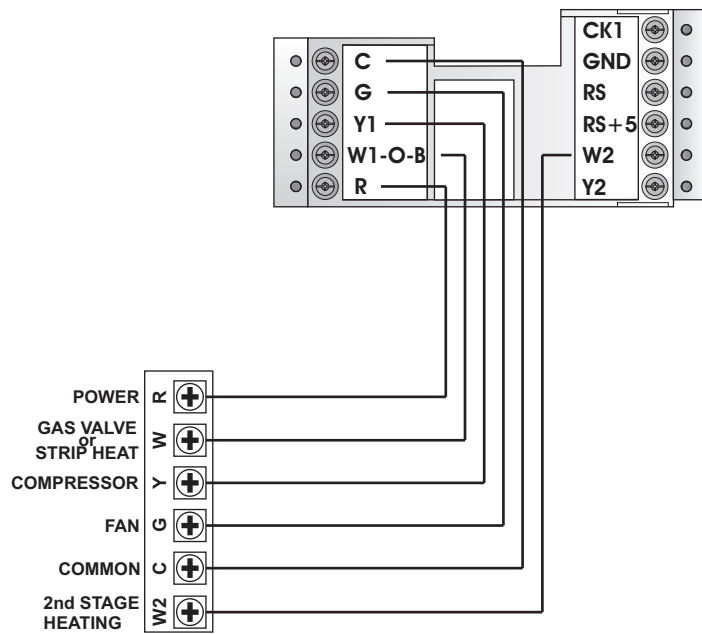 C
G
Y1
W1-O-B
R
CK1
GND
RS
RS+5
W2
Y2
POWER R
GAS VALVE
or
STRIP HEAT W
COMPRESSOR Y
FAN G
COMMON C
2nd STAGE
HEATING W2